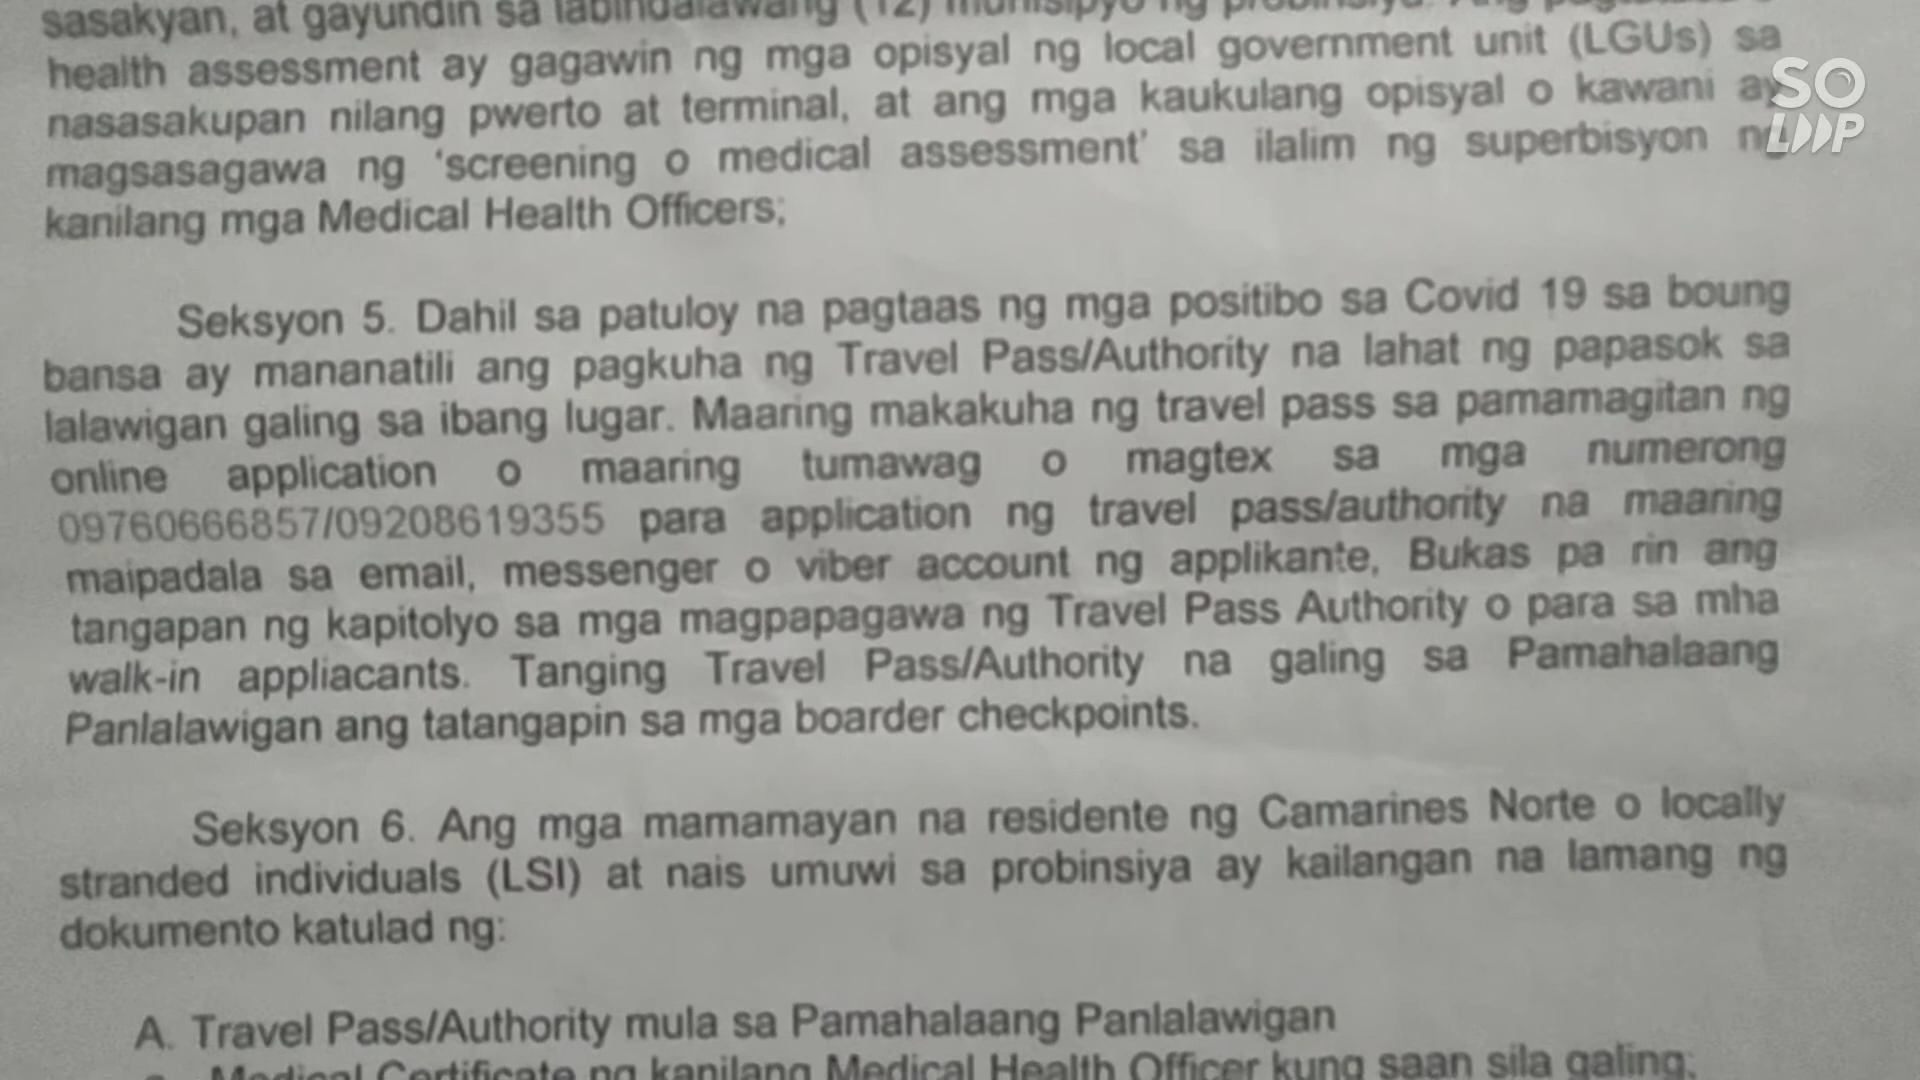 sasakyan, at gayundin sa labindalawang (12) munisipyo ng probinsiya. Ang
health assessment ay gagawin ng mga opisyal ng local government unit (LGUs) sa
nasasakupan nilang pwerto at terminal, at ang mga kaukulang opisyal o kawani ay
magsasagawa ng ‘screening o medical assessment’ sa ilalim ng superbisyon ng
kanilang mga Medical Health Officers;
Seksyon 5. Dahil sa patuloy na pagtaas ng mga positibo sa Covid 19 sa boung
bansa ay mananatili ang pagkuha ng Travel Pass/Authority na lahat ng papasok sa
lalawigan galing sa ibang lugar. Maaring makakuha ng travel pass sa pamamagitan ng
online application o maaring tumawag o magtex sa mga numerong
09760666857/09208619355 para application ng travel pass/authority na maaring
maipadala sa email, messenger o viber account ng applikante, Bukas pa rin ang
tangapan ng kapitolyo sa mga magpapagawa ng Travel Pass Authority o para sa mha
walk-in appliacants. Tanging Travel Pass/Authority na galing sa Pamahalaang
Panlalawigan ang tatangapin sa mga boarder checkpoints.
Seksyon 6. Ang mga mamamayan na residente ng Camarines Norte o locally
stranded individuals (LSI) at nais umuwi sa probinsiya ay kailangan na lamang ng
dokumento katulad ng:
A. Travel Pass/Authority mula sa Pamahalaang Panlalawigan
Medical Certificate ng kanilang Medical Health Officer kung saan sila galing;
SO
LOOP